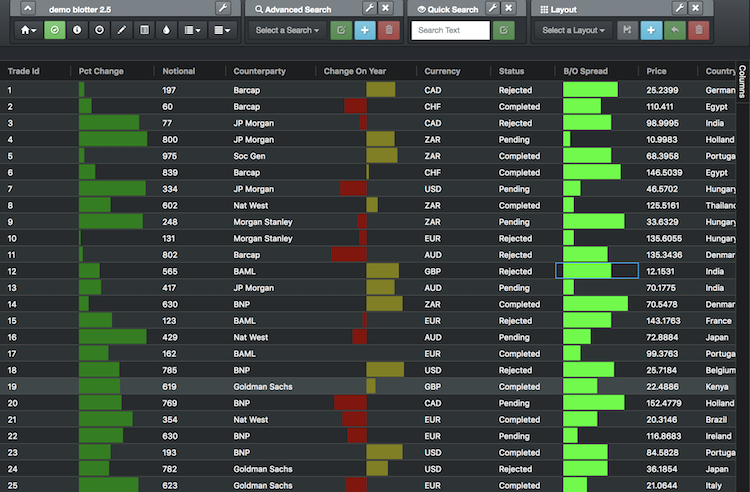 demo blotter 2.5 Advanced Search Quick Search Layout
Select a Search Search Text Select a Layout
Trade Id Pct Change Notional Counterparty Change On Year Currency Status B/O Spread Price Country
Columns
1 197 Barcap CAD Rejected 25.2399 German
2 60 Barcap CHF Completed 110.411 Egypt
3 77 JP Morgan CAD Rejected 98.9995 India
4 800 JP Morgan ZAR Pending 10.9983 Holland
5 975 Soc Gen ZAR Completed 68.3958 Portuga
6 839 Barcap CHF Completed 146.5039 Egypt
7 334 JP Morgan USD Pending 46.5702 Hungary
8 602 Nat West ZAR Completed 125.5161 Thailand
9 248 Morgan Stanley ZAR Pending 33.6329 Hungary
10 131 Morgan Stanley EUR Rejected 135.6055 Hungary
11 802 Barcap AUD Rejected 135.3436 Denmar
12 565 BAML GBP Rejected 12.1531 India
13 417 JP Morgan AUD Pending 70.1775 India
14 630 BNP ZAR Completed 70.5478 Denmar
15 123 BAML EUR Rejected 143.1763 France
16 429 Nat West AUD Pending 72.8884 Japan
17 162 BAML EUR Completed 99.3763 Portuga
18 785 BNP USD Rejected 25.7184 Belgium
19 619 Goldman Sachs GBP Completed 22.4886 Kenya
20 769 BNP CAD Pending 152.4779 Holland
21 354 Nat West EUR Completed 20.3146 Brazil
22 630 BNP EUR Pending 116.8683 Ireland
23 193 BNP USD Completed 84.5828 Portuga
24 782 Goldman Sachs USD Rejected 36.1854 Japan
25 623 Goldman Sachs EUR Completed 21.0644 Italy